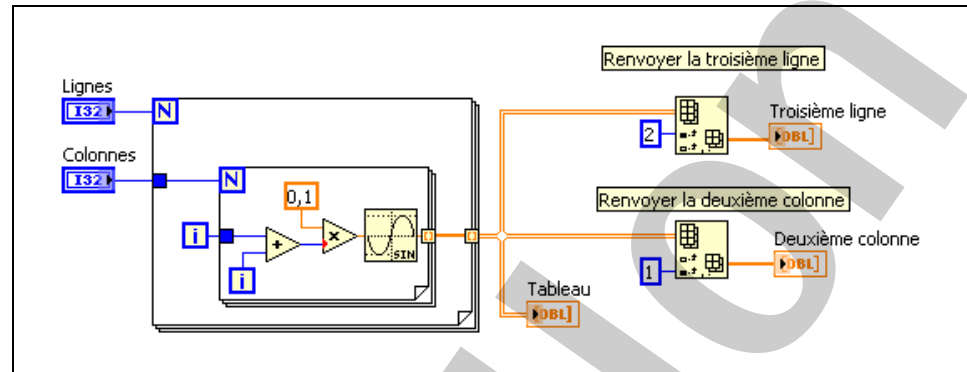 Renvoyer la troisième ligne
Lignes
I32
N
Troisième ligne
2
DBL]
Colonnes
I32
N
0,1
Renvoyer la deuxième colonne
i
+
x
SIN
Deuxième colonne
1
DBL]
i
Tableau
DBL]